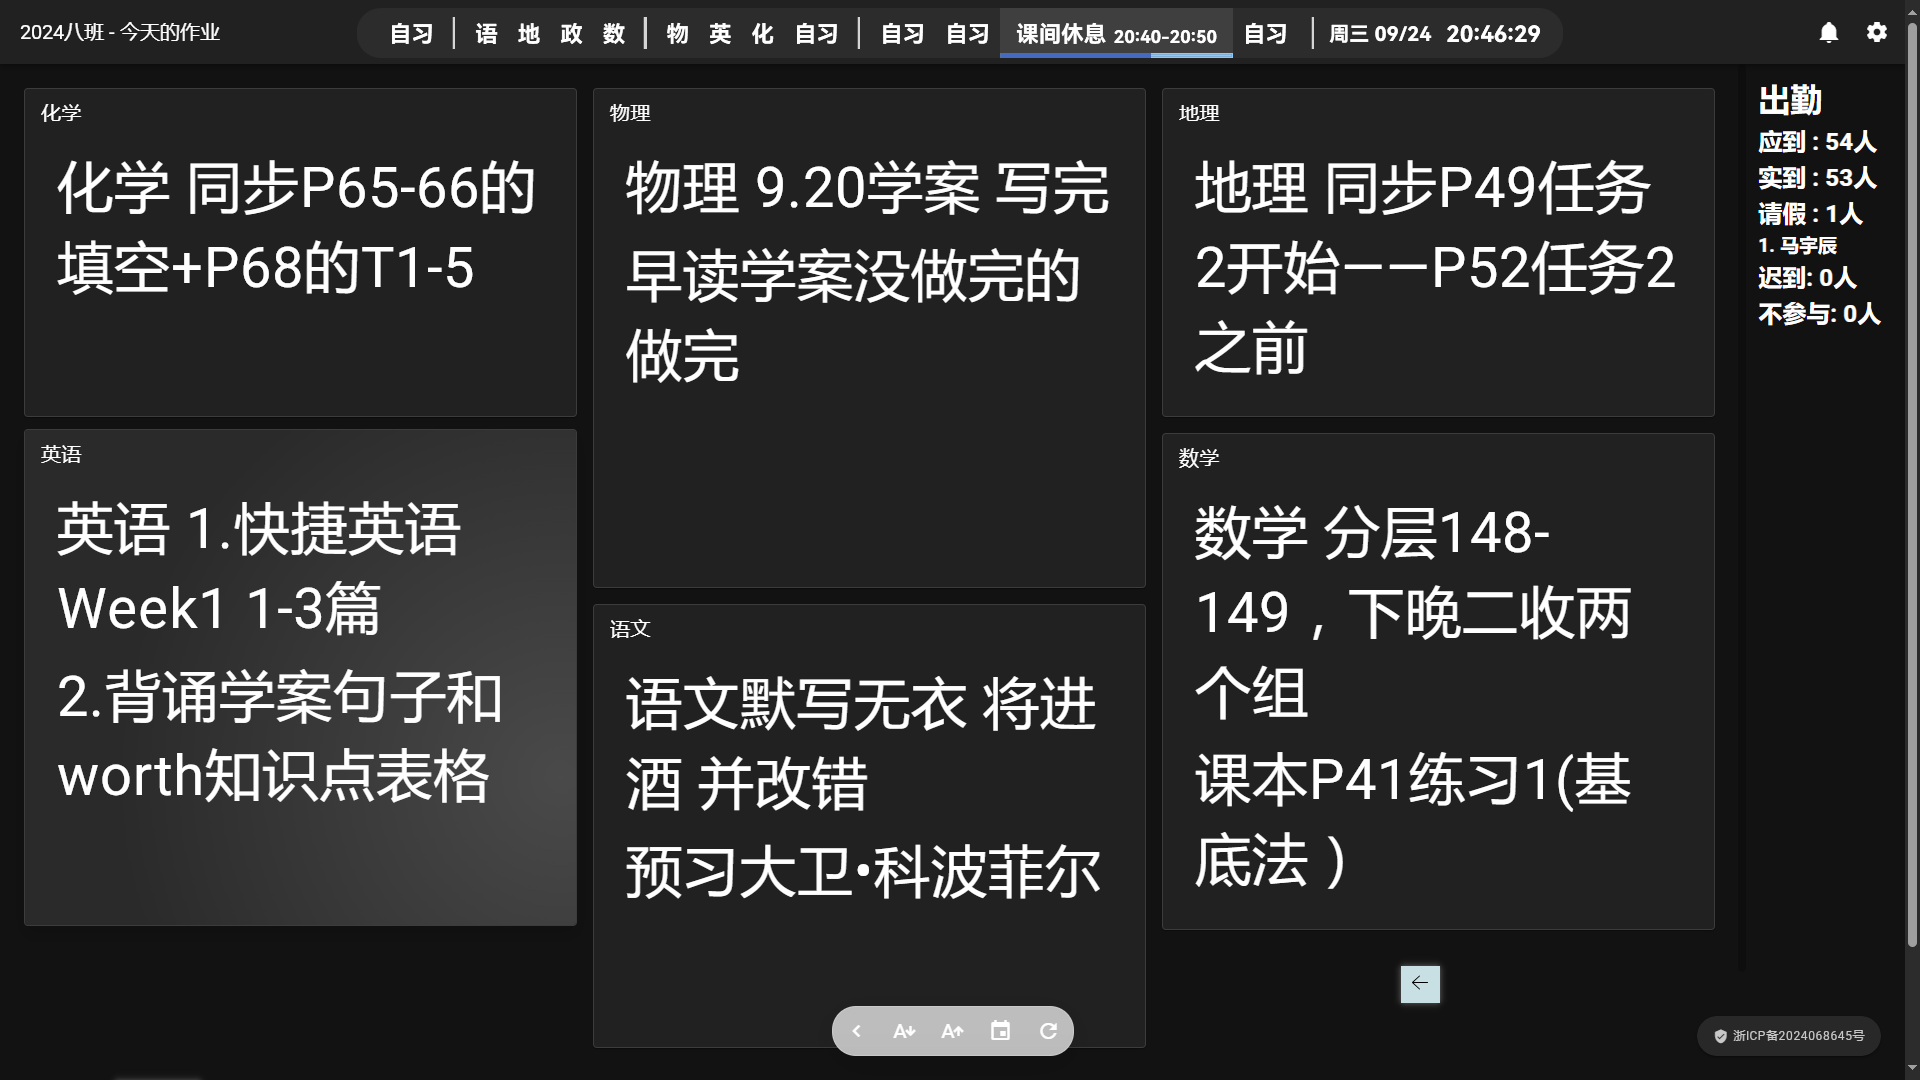 2024八班 - 今天的作业
自习 | 语 地 政 数 | 物 英 化 自习 | 自习 自习 课间休息 20:40-20:50 自习 | 周三 09/24 20:46:29
化学
化学 同步P65-66的
填空+P68的T1-5
英语
英语 1.快捷英语
Week1 1-3篇
2.背诵学案句子和
worth知识点表格
物理
物理 9.20学案 写完
早读学案没做完的
做完
语文
语文默写无衣 将进
酒 并改错
预习大卫•科波菲尔
地理
地理 同步P49任务
2开始——P52任务2
之前
数学
数学 分层148-
149，下晚二收两
个组
课本P41练习1(基
底法）
出勤
应到 : 54人
实到 : 53人
请假 : 1人
1. 马宇辰
迟到: 0人
不参与: 0人
浙ICP备2024068645号